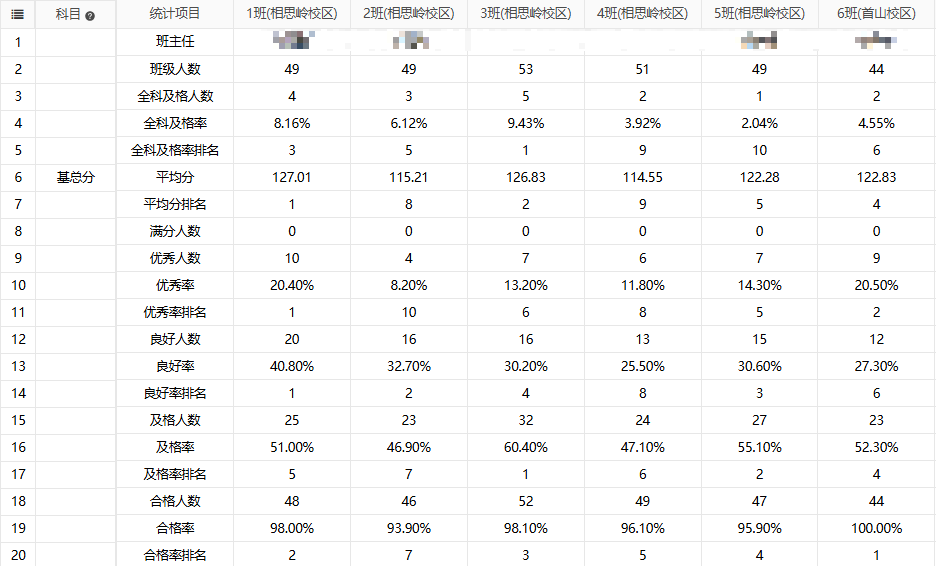 科目 统计项目 1班(相思岭校区) 2班(相思岭校区) 3班(相思岭校区) 4班(相思岭校区) 5班(相思岭校区) 6班(首山校区)
1 班主任
2 班级人数 49 49 53 51 49 44
3 全科及格人数 4 3 5 2 1 2
4 全科及格率 8.16% 6.12% 9.43% 3.92% 2.04% 4.55%
5 全科及格率排名 3 5 1 9 10 6
6 基总分 平均分 127.01 115.21 126.83 114.55 122.28 122.83
7 平均分排名 1 8 2 9 5 4
8 满分人数 0 0 0 0 0 0
9 优秀人数 10 4 7 6 7 9
10 优秀率 20.40% 8.20% 13.20% 11.80% 14.30% 20.50%
11 优秀率排名 1 10 6 8 5 2
12 良好人数 20 16 16 13 15 12
13 良好率 40.80% 32.70% 30.20% 25.50% 30.60% 27.30%
14 良好率排名 1 2 4 8 3 6
15 及格人数 25 23 32 24 27 23
16 及格率 51.00% 46.90% 60.40% 47.10% 55.10% 52.30%
17 及格率排名 5 7 1 6 2 4
18 合格人数 48 46 52 49 47 44
19 合格率 98.00% 93.90% 98.10% 96.10% 95.90% 100.00%
20 合格率排名 2 7 3 5 4 1